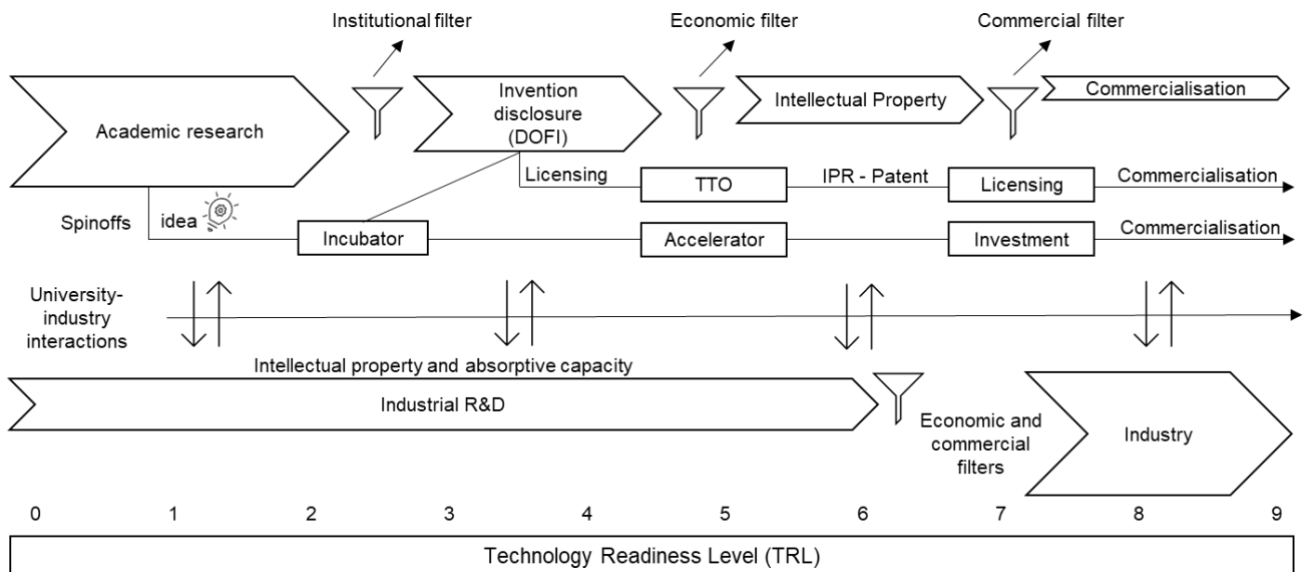 Institutional filter
Economic filter
Commercial filter
Academic research
Invention
disclosure
(DOFI)
Intellectual Property
Commercialisation
Licensing
TTO
IPR - Patent
Licensing
Commercialisation
Spinoffs
idea
Incubator
Accelerator
Investment
Commercialisation
University-
industry
interactions
Intellectual property and absorptive capacity
Industrial R&D
Economic and
commercial
filters
Industry
0 1 2 3 4 5 6 7 8 9
Technology Readiness Level (TRL)